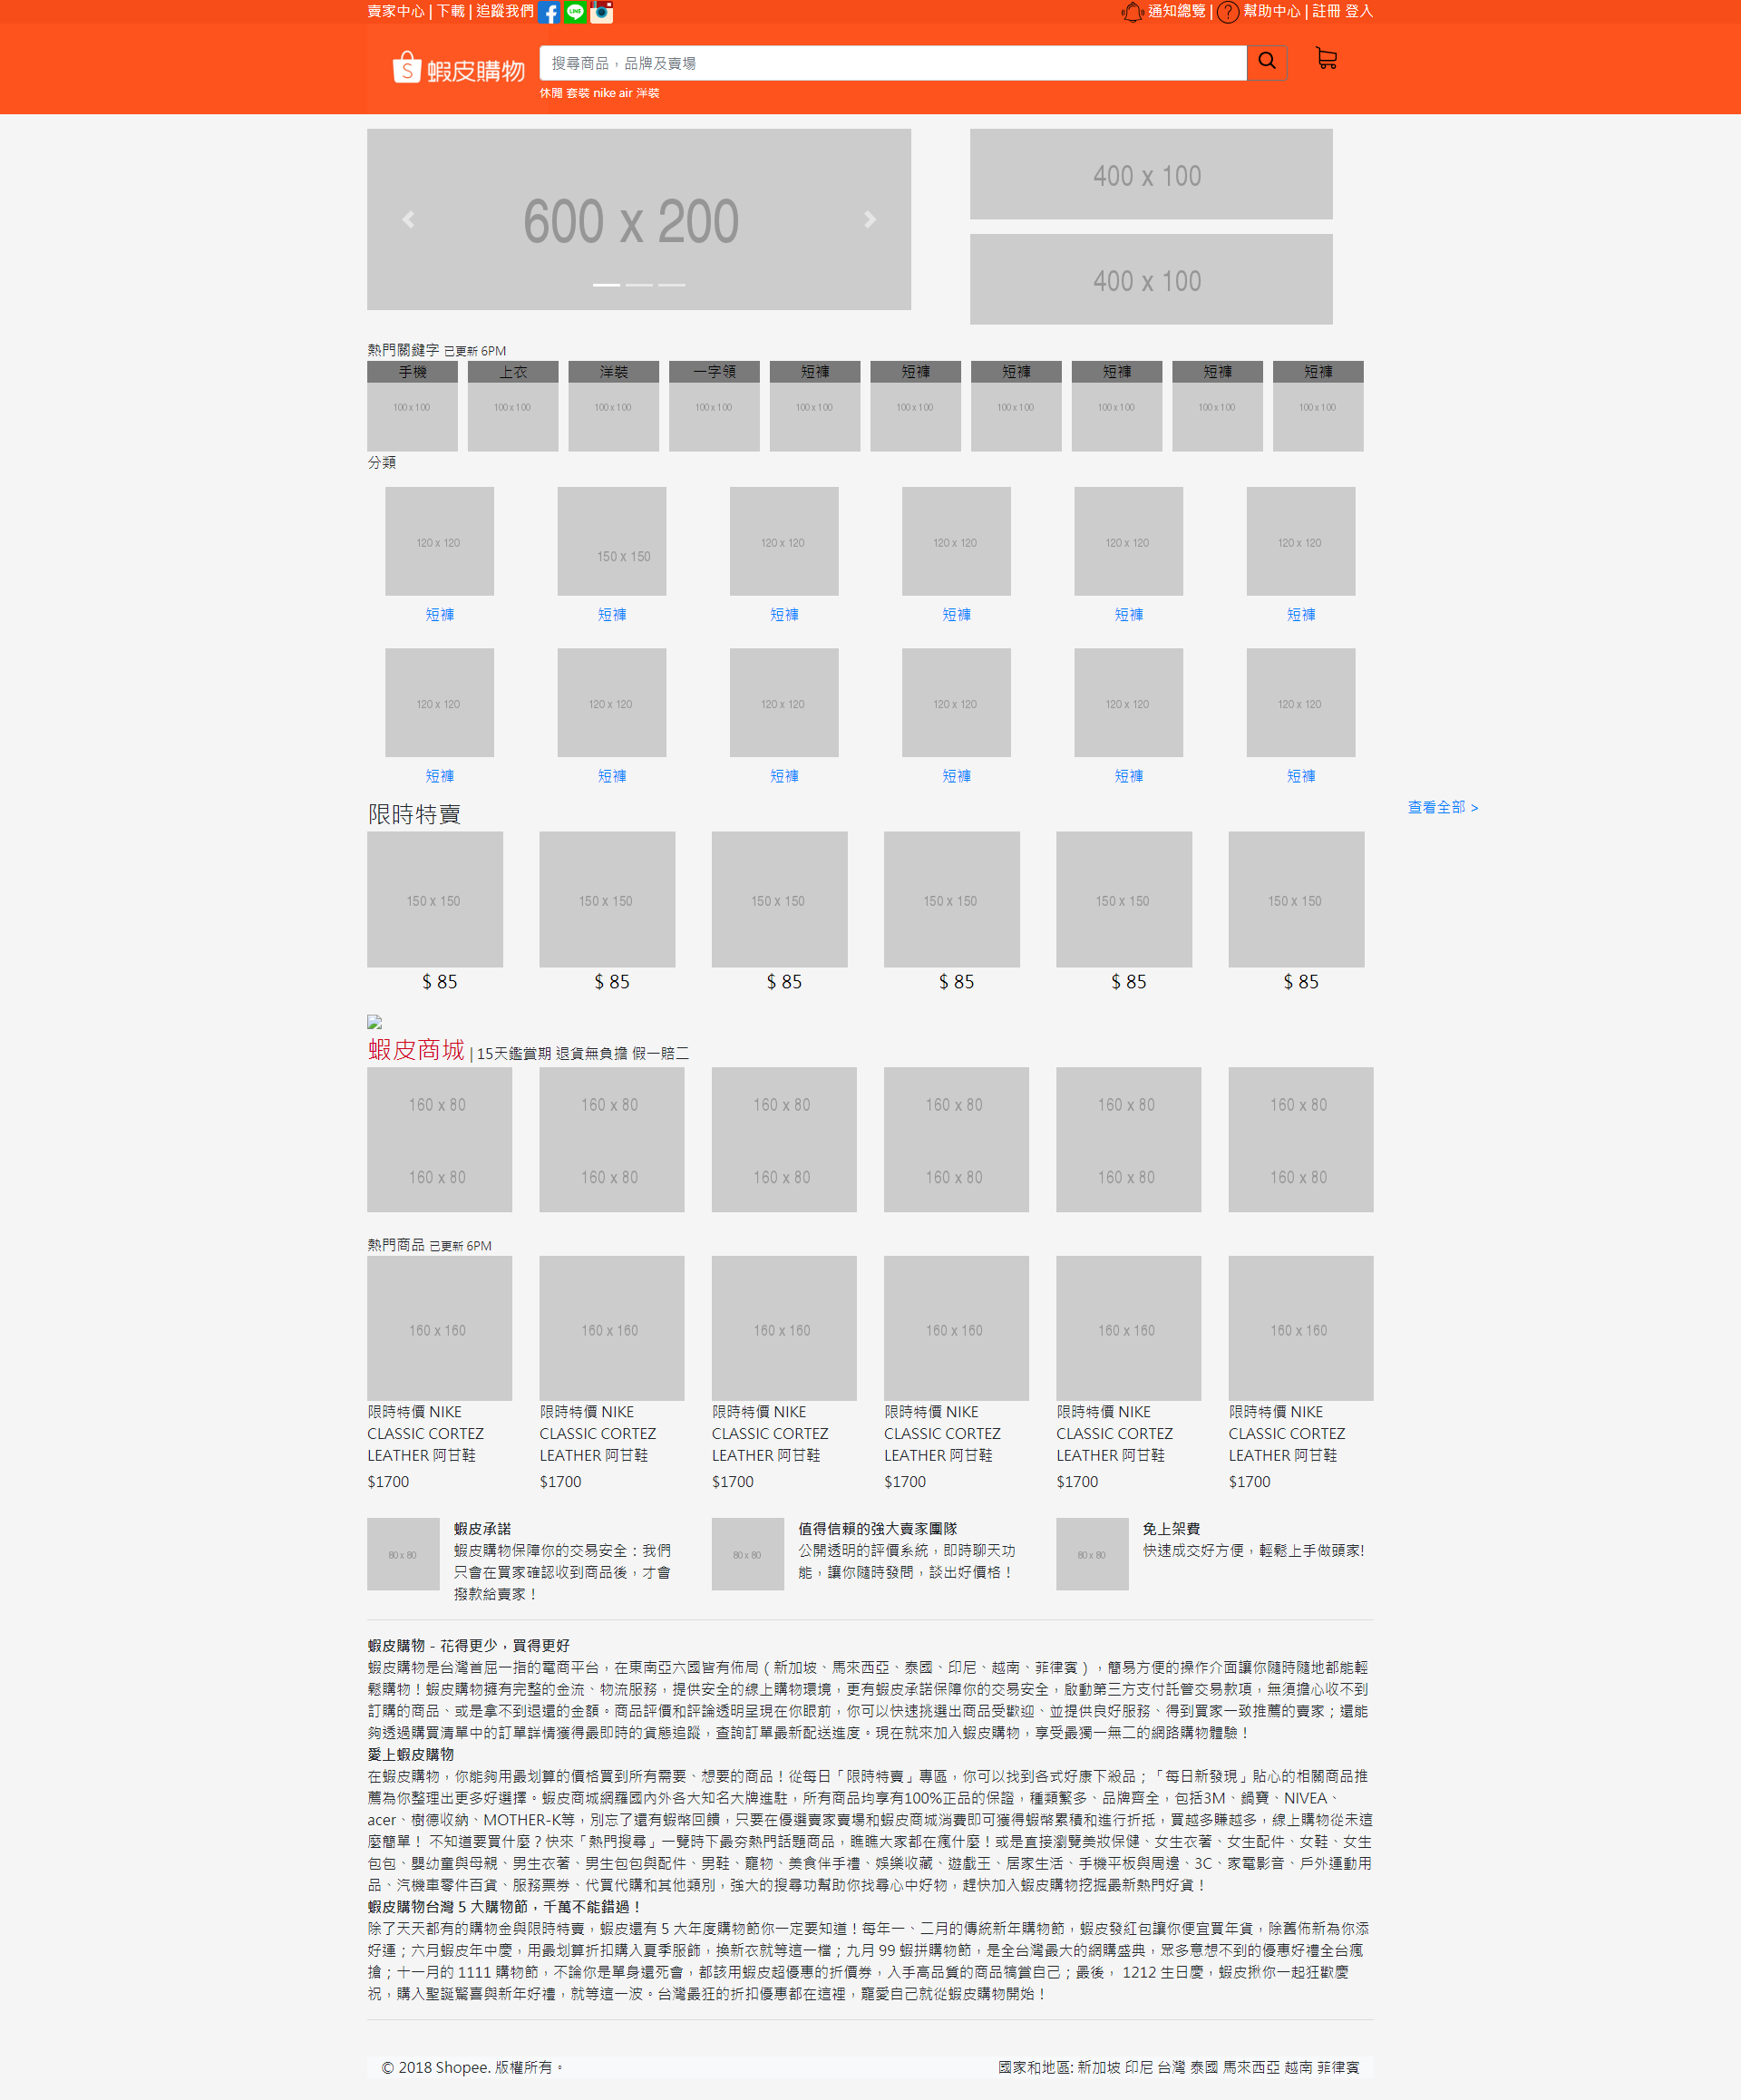 賣家中心 | 下載 | 追蹤我們
通知總覽 | 幫助中心 | 註冊 登入
蝦皮購物
搜尋商品，品牌及賣場
休閒 套裝 nike air 洋裝
600 x 200
400 x 100
400 x 100
熱門關鍵字 已更新 6PM
手機 上衣 洋裝 一字領 短褲 短褲 短褲 短褲 短褲 短褲
100 x 100 100 x 100 100 x 100 100 x 100 100 x 100 100 x 100 100 x 100 100 x 100 100 x 100 100 x 100
分類
120 x 120 150 x 150 120 x 120 120 x 120 120 x 120 120 x 120
短褲 短褲 短褲 短褲 短褲 短褲
120 x 120 120 x 120 120 x 120 120 x 120 120 x 120 120 x 120
短褲 短褲 短褲 短褲 短褲 短褲
限時特賣 查看全部 >
150 x 150 150 x 150 150 x 150 150 x 150 150 x 150 150 x 150
$ 85 $ 85 $ 85 $ 85 $ 85 $ 85
蝦皮商城 | 15天鑑賞期 退貨無負擔 假一賠二
160 x 80 160 x 80 160 x 80 160 x 80 160 x 80 160 x 80
160 x 80 160 x 80 160 x 80 160 x 80 160 x 80 160 x 80
熱門商品 已更新 6PM
160 x 160 160 x 160 160 x 160 160 x 160 160 x 160 160 x 160
限時特價 NIKE 限時特價 NIKE 限時特價 NIKE 限時特價 NIKE 限時特價 NIKE 限時特價 NIKE
CLASSIC CORTEZ CLASSIC CORTEZ CLASSIC CORTEZ CLASSIC CORTEZ CLASSIC CORTEZ CLASSIC CORTEZ
LEATHER 阿甘鞋 LEATHER 阿甘鞋 LEATHER 阿甘鞋 LEATHER 阿甘鞋 LEATHER 阿甘鞋 LEATHER 阿甘鞋
$1700 $1700 $1700 $1700 $1700 $1700
80 x 80
蝦皮承諾
蝦皮購物保障你的交易安全：我們
只會在買家確認收到商品後，才會
撥款給賣家！
80 x 80
值得信賴的強大賣家團隊
公開透明的評價系統，即時聊天功
能，讓你隨時發問，談出好價格！
80 x 80
免上架費
快速成交好方便，輕鬆上手做頭家!
蝦皮購物 - 花得更少，買得更好
蝦皮購物是台灣首屈一指的電商平台，在東南亞六國皆有佈局（新加坡、馬來西亞、泰國、印尼、越南、菲律賓），簡易方便的操作介面讓你隨時隨地都能輕
鬆購物！蝦皮購物擁有完整的金流、物流服務，提供安全的線上購物環境，更有蝦皮承諾保障你的交易安全，啟動第三方支付託管交易款項，無須擔心收不到
訂購的商品、或是拿不到退還的金額。商品評價和評論透明呈現在你眼前，你可以快速挑選出商品受歡迎、並提供良好服務、得到買家一致推薦的賣家；還能
夠透過購買清單中的訂單詳情獲得最即時的貨態追蹤，查詢訂單最新配送進度。現在就來加入蝦皮購物，享受最獨一無二的網路購物體驗！
愛上蝦皮購物
在蝦皮購物，你能夠用最划算的價格買到所有需要、想要的商品！從每日「限時特賣」專區，你可以找到各式好康下殺品；「每日新發現」貼心的相關商品推
薦為你整理出更多好選擇。蝦皮商城網羅國內外各大知名大牌進駐，所有商品均享有100%正品的保證，種類繁多、品牌齊全，包括3M、鍋寶、NIVEA、
acer、樹德收納、MOTHER-K等，別忘了還有蝦幣回饋，只要在優選賣家賣場和蝦皮商城消費即可獲得蝦幣累積和進行折抵，買越多賺越多，線上購物從未這
麼簡單！ 不知道要買什麼？快來「熱門搜尋」一覽時下最夯熱門話題商品，瞧瞧大家都在瘋什麼！或是直接瀏覽美妝保健、女生衣著、女生配件、女鞋、女生
包包、嬰幼童與母親、男生衣著、男生包包與配件、男鞋、寵物、美食伴手禮、娛樂收藏、遊戲王、居家生活、手機平板與周邊、3C、家電影音、戶外運動用
品、汽機車零件百貨、服務票券、代買代購和其他類別，強大的搜尋功幫助你找尋心中好物，趕快加入蝦皮購物挖掘最新熱門好貨！
蝦皮購物台灣 5 大購物節，千萬不能錯過！
除了天天都有的購物金與限時特賣，蝦皮還有 5 大年度購物節你一定要知道！每年一、二月的傳統新年購物節，蝦皮發紅包讓你便宜買年貨，除舊佈新為你添
好運；六月蝦皮年中慶，用最划算折扣購入夏季服飾，換新衣就等這一檔；九月 99 蝦拼購物節，是全台灣最大的網購盛典，眾多意想不到的優惠好禮全台瘋
搶；十一月的 1111 購物節，不論你是單身還死會，都該用蝦皮超優惠的折價券，入手高品質的商品犒賞自己；最後， 1212 生日慶，蝦皮揪你一起狂歡慶
祝，購入聖誕驚喜與新年好禮，就等這一波。台灣最狂的折扣優惠都在這裡，寵愛自己就從蝦皮購物開始！
© 2018 Shopee. 版權所有。
國家和地區: 新加坡 印尼 台灣 泰國 馬來西亞 越南 菲律賓